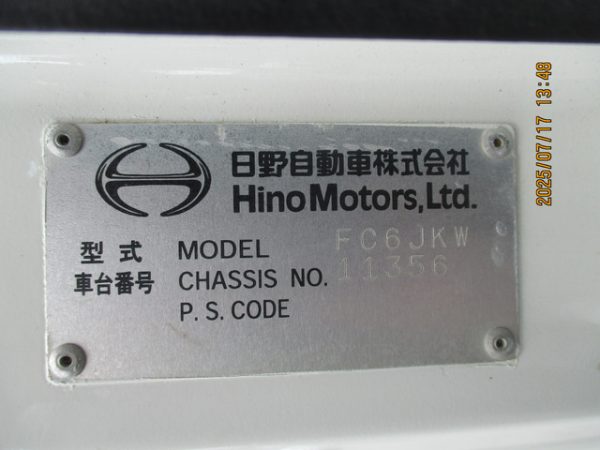 日野自動車株式会社
Hino Motors, Ltd.
型式 MODEL FC6JKW
車台番号 CHASSIS NO. 11356
P. S. CODE
2025/07/17 13:48